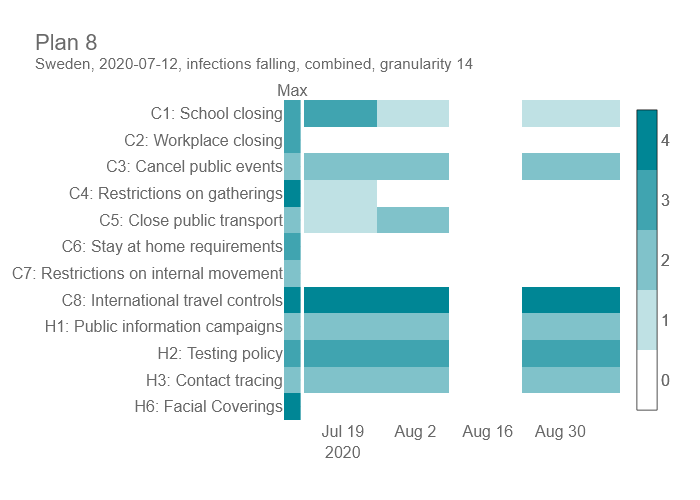 Plan 8
Sweden, 2020-07-12, infections falling, combined, granularity 14
Max
C1: School closing
C2: Workplace closing
C3: Cancel public events
C4: Restrictions on gatherings
C5: Close public transport
C6: Stay at home requirements
C7: Restrictions on internal movement
C8: International travel controls
H1: Public information campaigns
H2: Testing policy
H3: Contact tracing
H6: Facial Coverings
4
3
2
1
0
Jul 19 Aug 2 Aug 16 Aug 30
2020